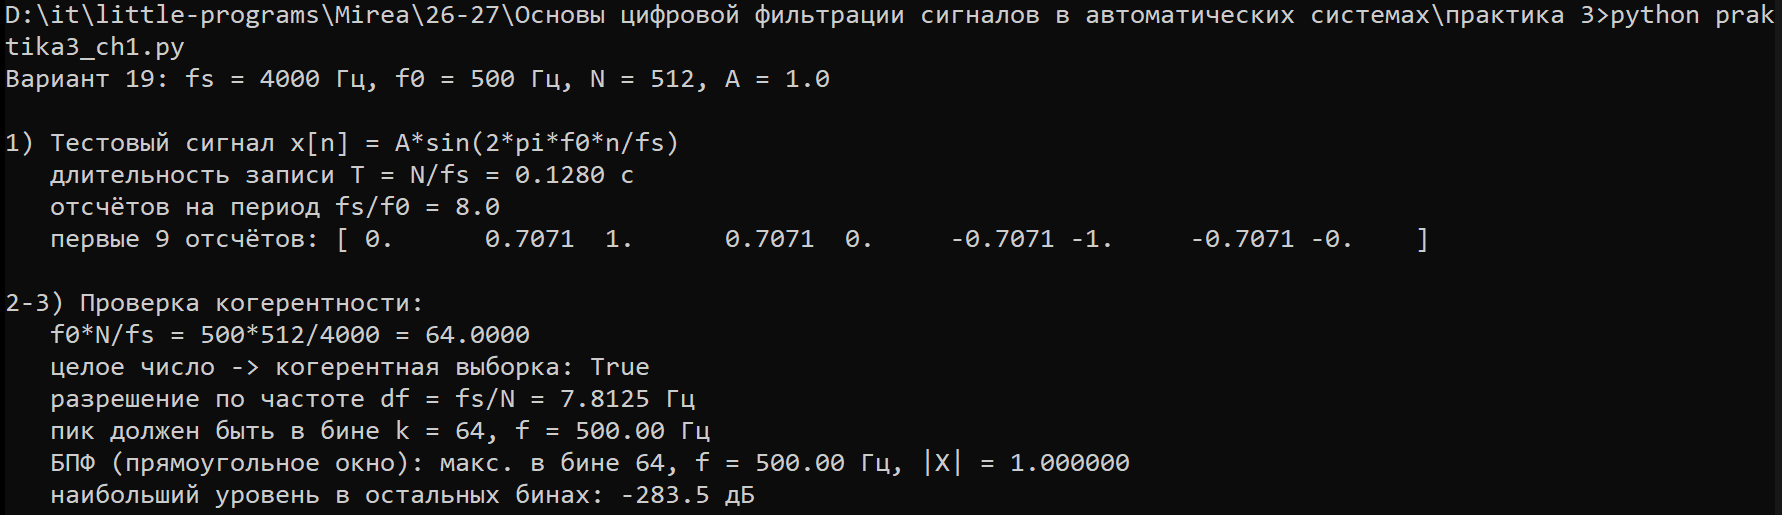 D:\it\little-programs\Mirea\26-27\Основы цифровой фильтрации сигналов в автоматических системах\практика 3>python prak
tika3_ch1.py
Вариант 19: fs = 4000 Гц, f0 = 500 Гц, N = 512, A = 1.0
1) Тестовый сигнал x[n] = A*sin(2*pi*f0*n/fs)
   длительность записи T = N/fs = 0.1280 с
   отсчётов на период fs/f0 = 8.0
   первые 9 отсчётов: [ 0.      0.7071  1.      0.7071  0.     -0.7071 -1.     -0.7071 -0.    ]
2-3) Проверка когерентности:
   f0*N/fs = 500*512/4000 = 64.0000
   целое число -> когерентная выборка: True
   разрешение по частоте df = fs/N = 7.8125 Гц
   пик должен быть в бине k = 64, f = 500.00 Гц
   БПФ (прямоугольное окно): макс. в бине 64, f = 500.00 Гц, |X| = 1.000000
   наибольший уровень в остальных бинах: -283.5 дБ